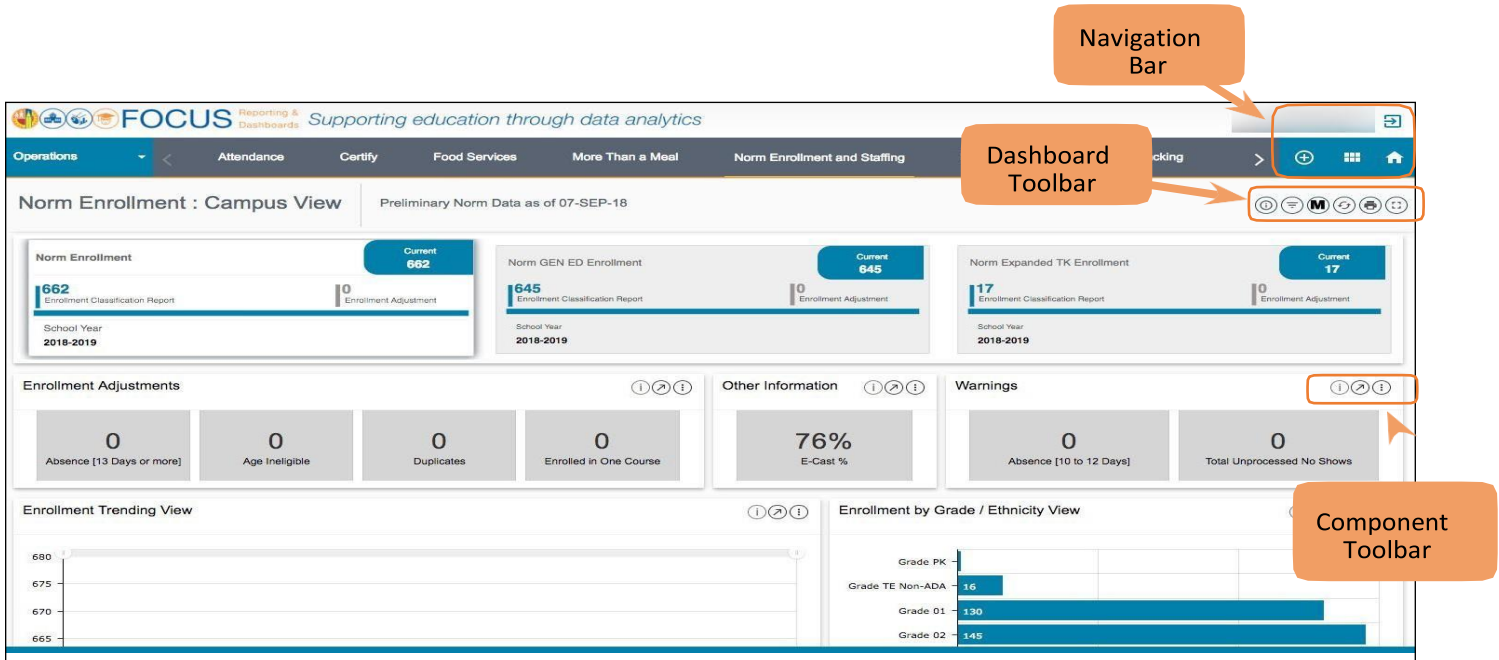 Navigation
Bar
FOCUS Reporting &
Dashboards
Supporting education through data analytics
Operations
Attendance
Certify
Food Services
More Than a Meal
Norm Enrollment and Staffing
cking
Dashboard
Toolbar
Norm Enrollment : Campus View
Preliminary Norm Data as of 07-SEP-18
M
Norm Enrollment
Current
662
662
Enrollment Classification Report
0
Enrollment Adjustment
School Year
2018-2019
Norm GEN ED Enrollment
Current
645
645
Enrollment Classification Report
0
Enrollment Adjustment
School Year
2018-2019
Norm Expanded TK Enrollment
Current
17
17
Enrollment Classification Report
0
Enrollment Adjustment
School Year
2018-2019
Enrollment Adjustments
0
Absence [13 Days or more]
0
Age Ineligible
0
Duplicates
0
Enrolled in One Course
Other Information
76%
E-Cast %
Warnings
0
Absence [10 to 12 Days]
0
Total Unprocessed No Shows
Component
Toolbar
Enrollment Trending View
680
675
670
665
Enrollment by Grade / Ethnicity View
Grade PK
Grade TE Non-ADA 16
Grade 01 130
Grade 02 145